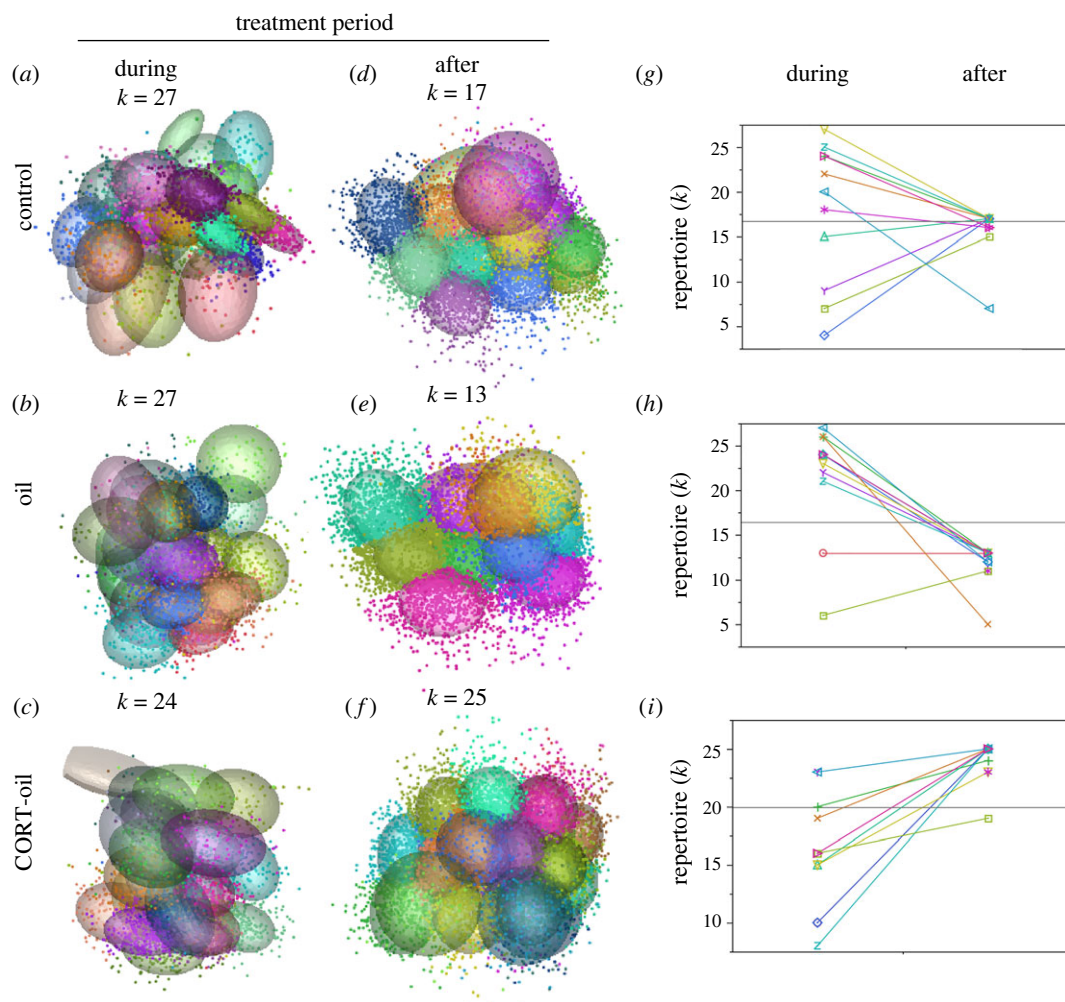 treatment period
(a) during (d) after (g) during after
k = 27 k = 17
control
repertoire (k)
25
20
15
10
5
(b) k = 27 (e) k = 13 (h)
oil
repertoire (k)
25
20
15
10
5
(c) k = 24 (f) k = 25 (i)
CORT-oil
repertoire (k)
25
20
15
10